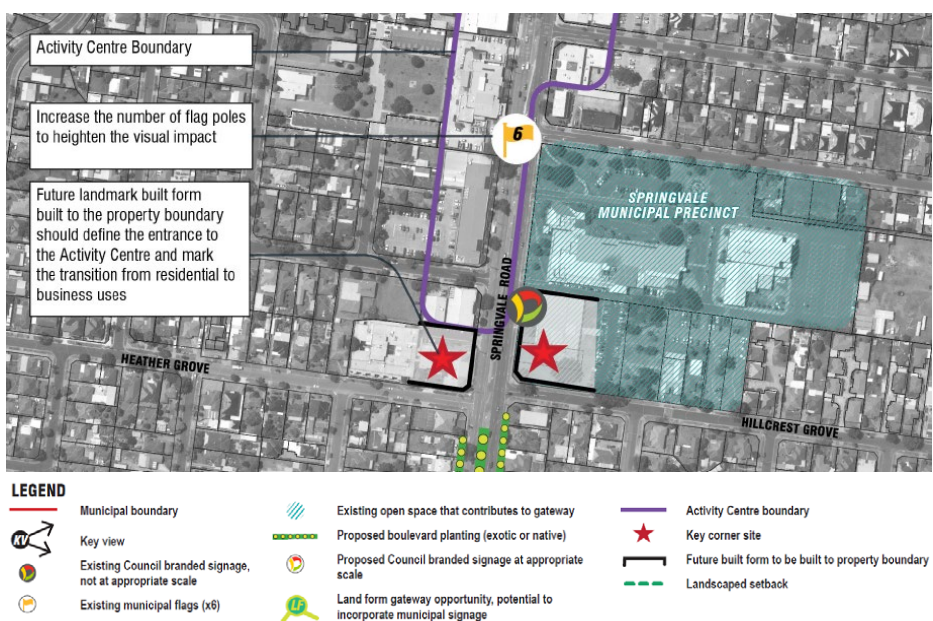 Activity Centre Boundary
Increase the number of flag poles
to heighten the visual impact
Future landmark built form
built to the property boundary
should define the entrance to
the Activity Centre and mark
the transition from residential to
business uses
6
SPRINGVALE
MUNICIPAL PRECINCT
SPRINGVALE ROAD
HEATHER GROVE
HILLCREST GROVE
LEGEND
Municipal boundary
KV
Key view
Existing Council branded signage,
not at appropriate scale
Existing municipal flags (x6)
Existing open space that contributes to gateway
Proposed boulevard planting (exotic or native)
Proposed Council branded signage at appropriate
scale
LF
Land form gateway opportunity, potential to
incorporate municipal signage
Activity Centre boundary
Key corner site
Future built form to be built to property boundary
Landscaped setback